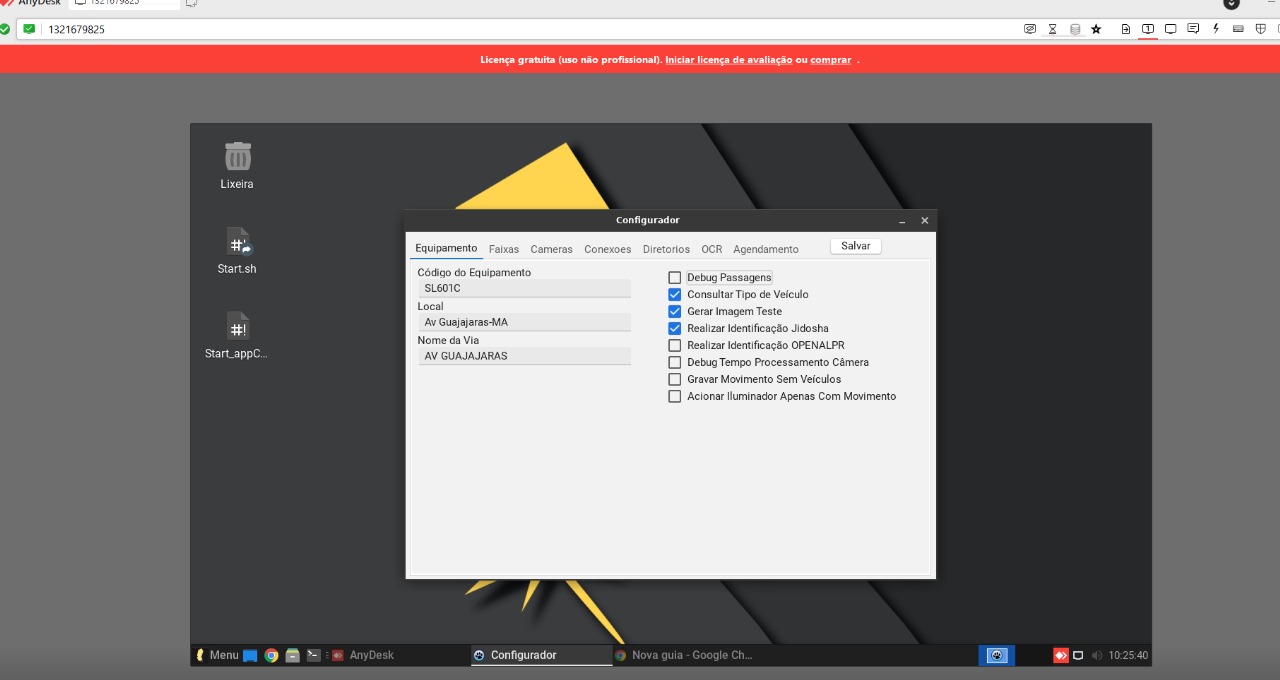 AnyDesk 1321679825
1321679825
Licença gratuita (uso não profissional). Iniciar licença de avaliação ou comprar .
Lixeira
Start.sh
Start_appC...
Configurador
Equipamento Faixas Cameras Conexoes Diretorios OCR Agendamento Salvar
Código do Equipamento
SL601C
Local
Av Guajajaras-MA
Nome da Via
AV GUAJAJARAS
Debug Passagens
Consultar Tipo de Veículo
Gerar Imagem Teste
Realizar Identificação Jidosha
Realizar Identificação OPENALPR
Debug Tempo Processamento Câmera
Gravar Movimento Sem Veículos
Acionar Iluminador Apenas Com Movimento
Menu AnyDesk Configurador Nova guia - Google Ch... 10:25:40